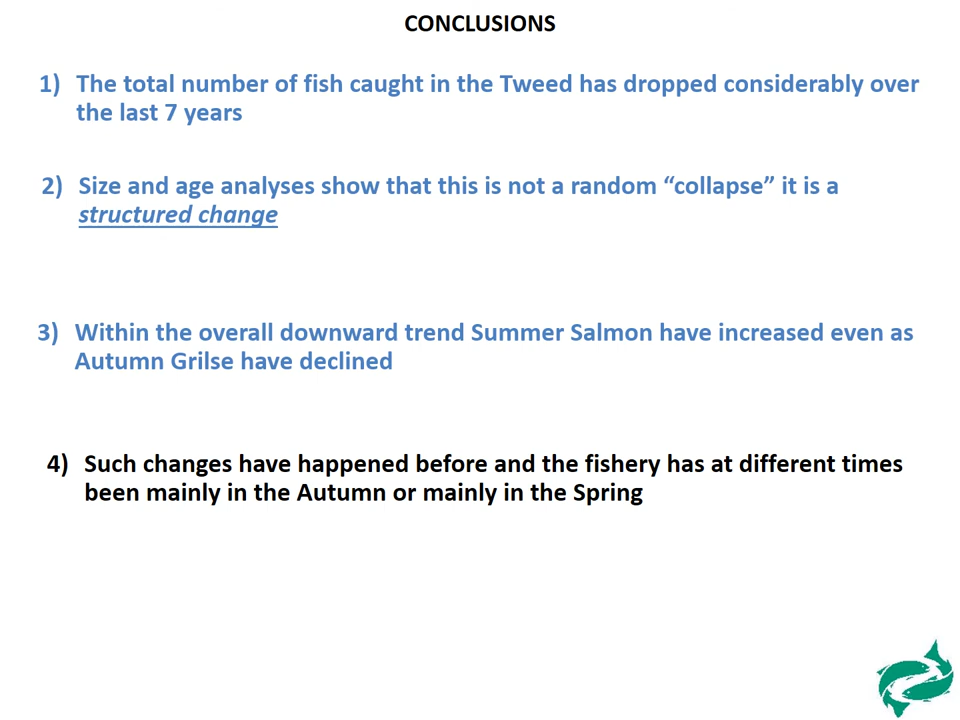 CONCLUSIONS
1) The total number of fish caught in the Tweed has dropped considerably over
the last 7 years
2) Size and age analyses show that this is not a random “collapse” it is a
structured change
3) Within the overall downward trend Summer Salmon have increased even as
Autumn Grilse have declined
4) Such changes have happened before and the fishery has at different times
been mainly in the Autumn or mainly in the Spring